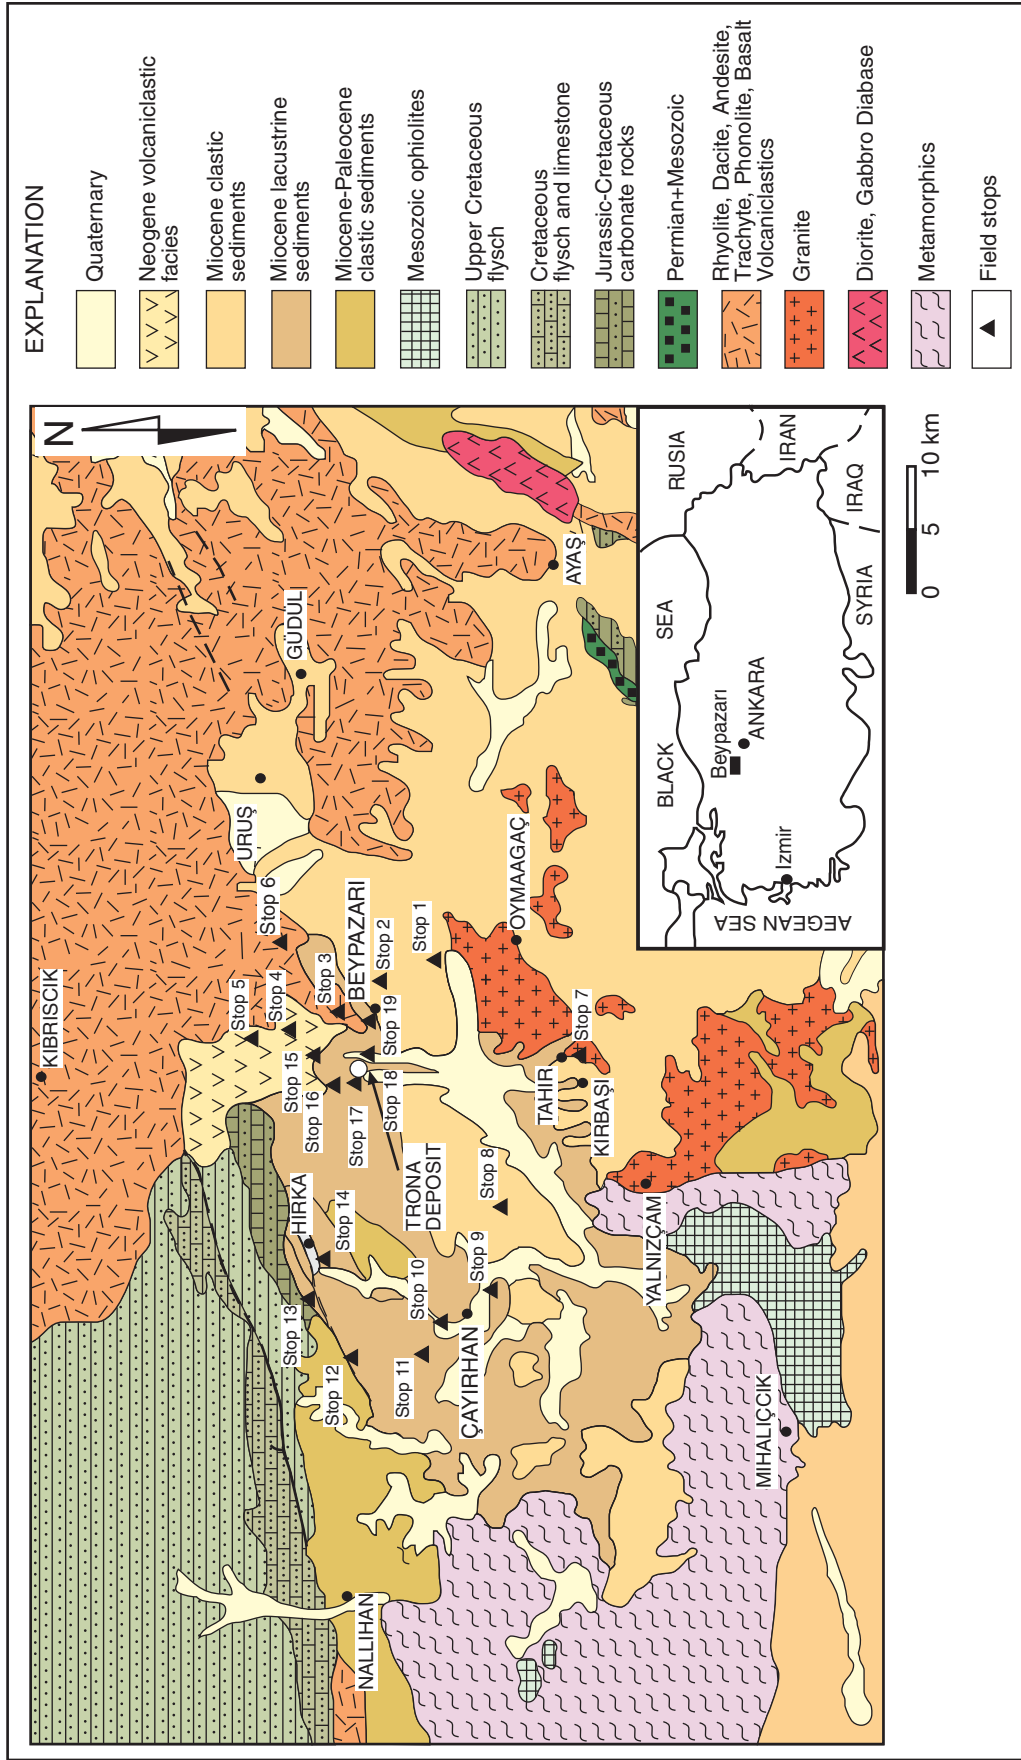 EXPLANATION
Quaternary
Neogene volcaniclastic
facies
Miocene clastic
sediments
Miocene lacustrine
sediments
Miocene-Paleocene
clastic sediments
Mesozoic ophiolites
Upper Cretaceous
flysch
Cretaceous
flysch and limestone
Jurassic-Cretaceous
carbonate rocks
Permian+Mesozoic
Rhyolite, Dacite, Andesite,
Trachyte, Phonolite, Basalt
Volcaniclastics
Granite
Diorite, Gabbro Diabase
Metamorphics
Field stops
N
KIBRISCIK
URUŞ
GÜDÜL
Stop 6
Stop 5
Stop 4
Stop 3
BEYPAZARI
Stop 2
Stop 1
Stop 15
Stop 16
Stop 17
Stop 18
Stop 19
HIRKA
Stop 14
Stop 13
Stop 12
TRONA
DEPOSIT
Stop 10
Stop 11
Stop 8
Stop 9
ÇAYIRHAN
NALLIHAN
OYMAAGAÇ
AYAŞ
TAHIR
Stop 7
KIRBAŞI
YALNIZÇAM
MIHALIÇCIK
BLACK
SEA
RUSIA
Beypazarı
ANKARA
Izmir
AEGEAN SEA
SYRIA
IRAQ
IRAN
0
5
10 km